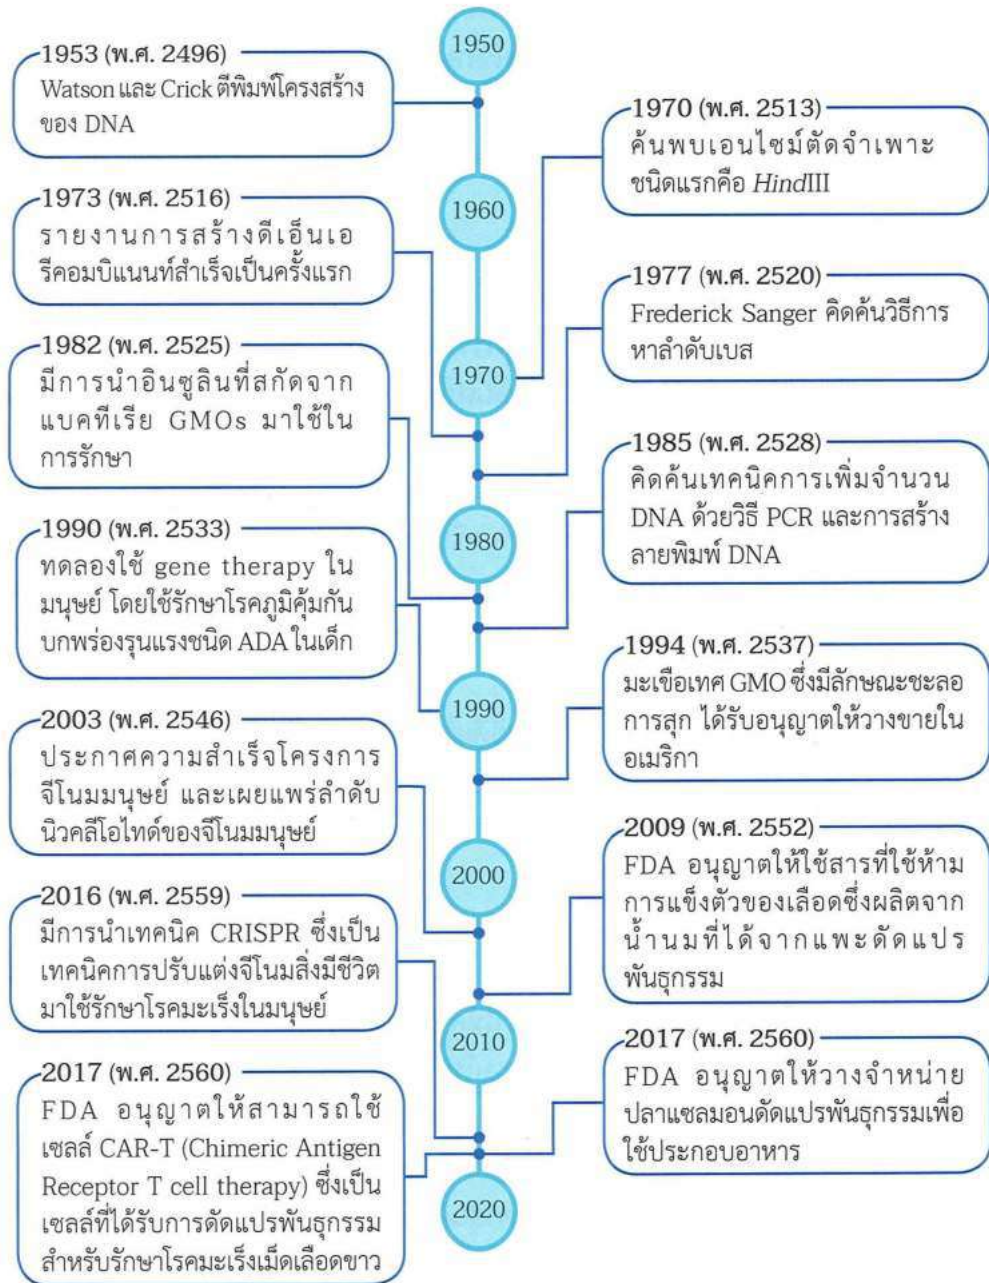 1950
1953 (พ.ศ. 2496)
Watson และ Crick ตีพิมพ์โครงสร้าง
ของ DNA
1970 (พ.ศ. 2513)
ค้นพบเอนไซม์ตัดจำเพาะ
ชนิดแรกคือ HindIII
1960
1973 (พ.ศ. 2516)
รายงานการสร้างดีเอ็นเอ
รีคอมบิแนนท์สำเร็จเป็นครั้งแรก
1977 (พ.ศ. 2520)
Frederick Sanger คิดค้นวิธีการ
หาลำดับเบส
1970
1982 (พ.ศ. 2525)
มีการนำอินซูลินที่สกัดจาก
แบคทีเรีย GMOs มาใช้ใน
การรักษา
1985 (พ.ศ. 2528)
คิดค้นเทคนิคการเพิ่มจำนวน
DNA ด้วยวิธี PCR และการสร้าง
ลายพิมพ์ DNA
1980
1990 (พ.ศ. 2533)
ทดลองใช้ gene therapy ใน
มนุษย์ โดยใช้รักษาโรคภูมิคุ้มกัน
บกพร่องรุนแรงชนิด ADA ในเด็ก
1994 (พ.ศ. 2537)
มะเขือเทศ GMO ซึ่งมีลักษณะชะลอ
การสุก ได้รับอนุญาตให้วางขายใน
อเมริกา
1990
2003 (พ.ศ. 2546)
ประกาศความสำเร็จโครงการ
จีโนมมนุษย์ และเผยแพร่ลำดับ
นิวคลีโอไทด์ของจีโนมมนุษย์
2009 (พ.ศ. 2552)
FDA อนุญาตให้ใช้สารที่ใช้ห้าม
การแข็งตัวของเลือดซึ่งผลิตจาก
น้ำนมที่ได้จากแพะดัดแปร
พันธุกรรม
2000
2016 (พ.ศ. 2559)
มีการนำเทคนิค CRISPR ซึ่งเป็น
เทคนิคการปรับแต่งจีโนมสิ่งมีชีวิต
มาใช้รักษาโรคมะเร็งในมนุษย์
2010
2017 (พ.ศ. 2560)
FDA อนุญาตให้วางจำหน่าย
ปลาแซลมอนดัดแปรพันธุกรรมเพื่อ
ใช้ประกอบอาหาร
2017 (พ.ศ. 2560)
FDA อนุญาตให้สามารถใช้
เซลล์ CAR-T (Chimeric Antigen
Receptor T cell therapy) ซึ่งเป็น
เซลล์ที่ได้รับการดัดแปรพันธุกรรม
สำหรับรักษาโรคมะเร็งเม็ดเลือดขาว
2020